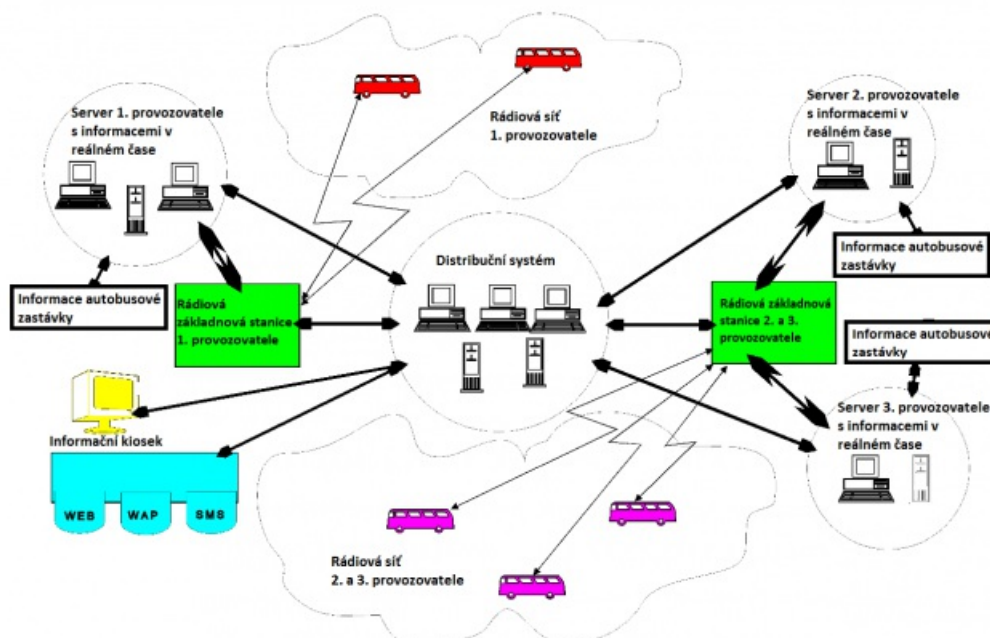 Server 1. provozovatele
s informacemi v
reálném čase
Rádiová síť
1. provozovatele
Server 2. provozovatele
s informacemi v
reálném čase
Informace autobusové
zastávky
Rádiová
základnová stanice
1. provozovatele
Distribuční systém
Informace autobusové
zastávky
Rádiová základnová
stanice 2. a 3.
provozovatele
Informace autobusové
zastávky
Informační kiosek
WEB WAP SMS
Server 3. provozovatele
s informacemi v
reálném čase
Rádiová síť
2. a 3. provozovatele